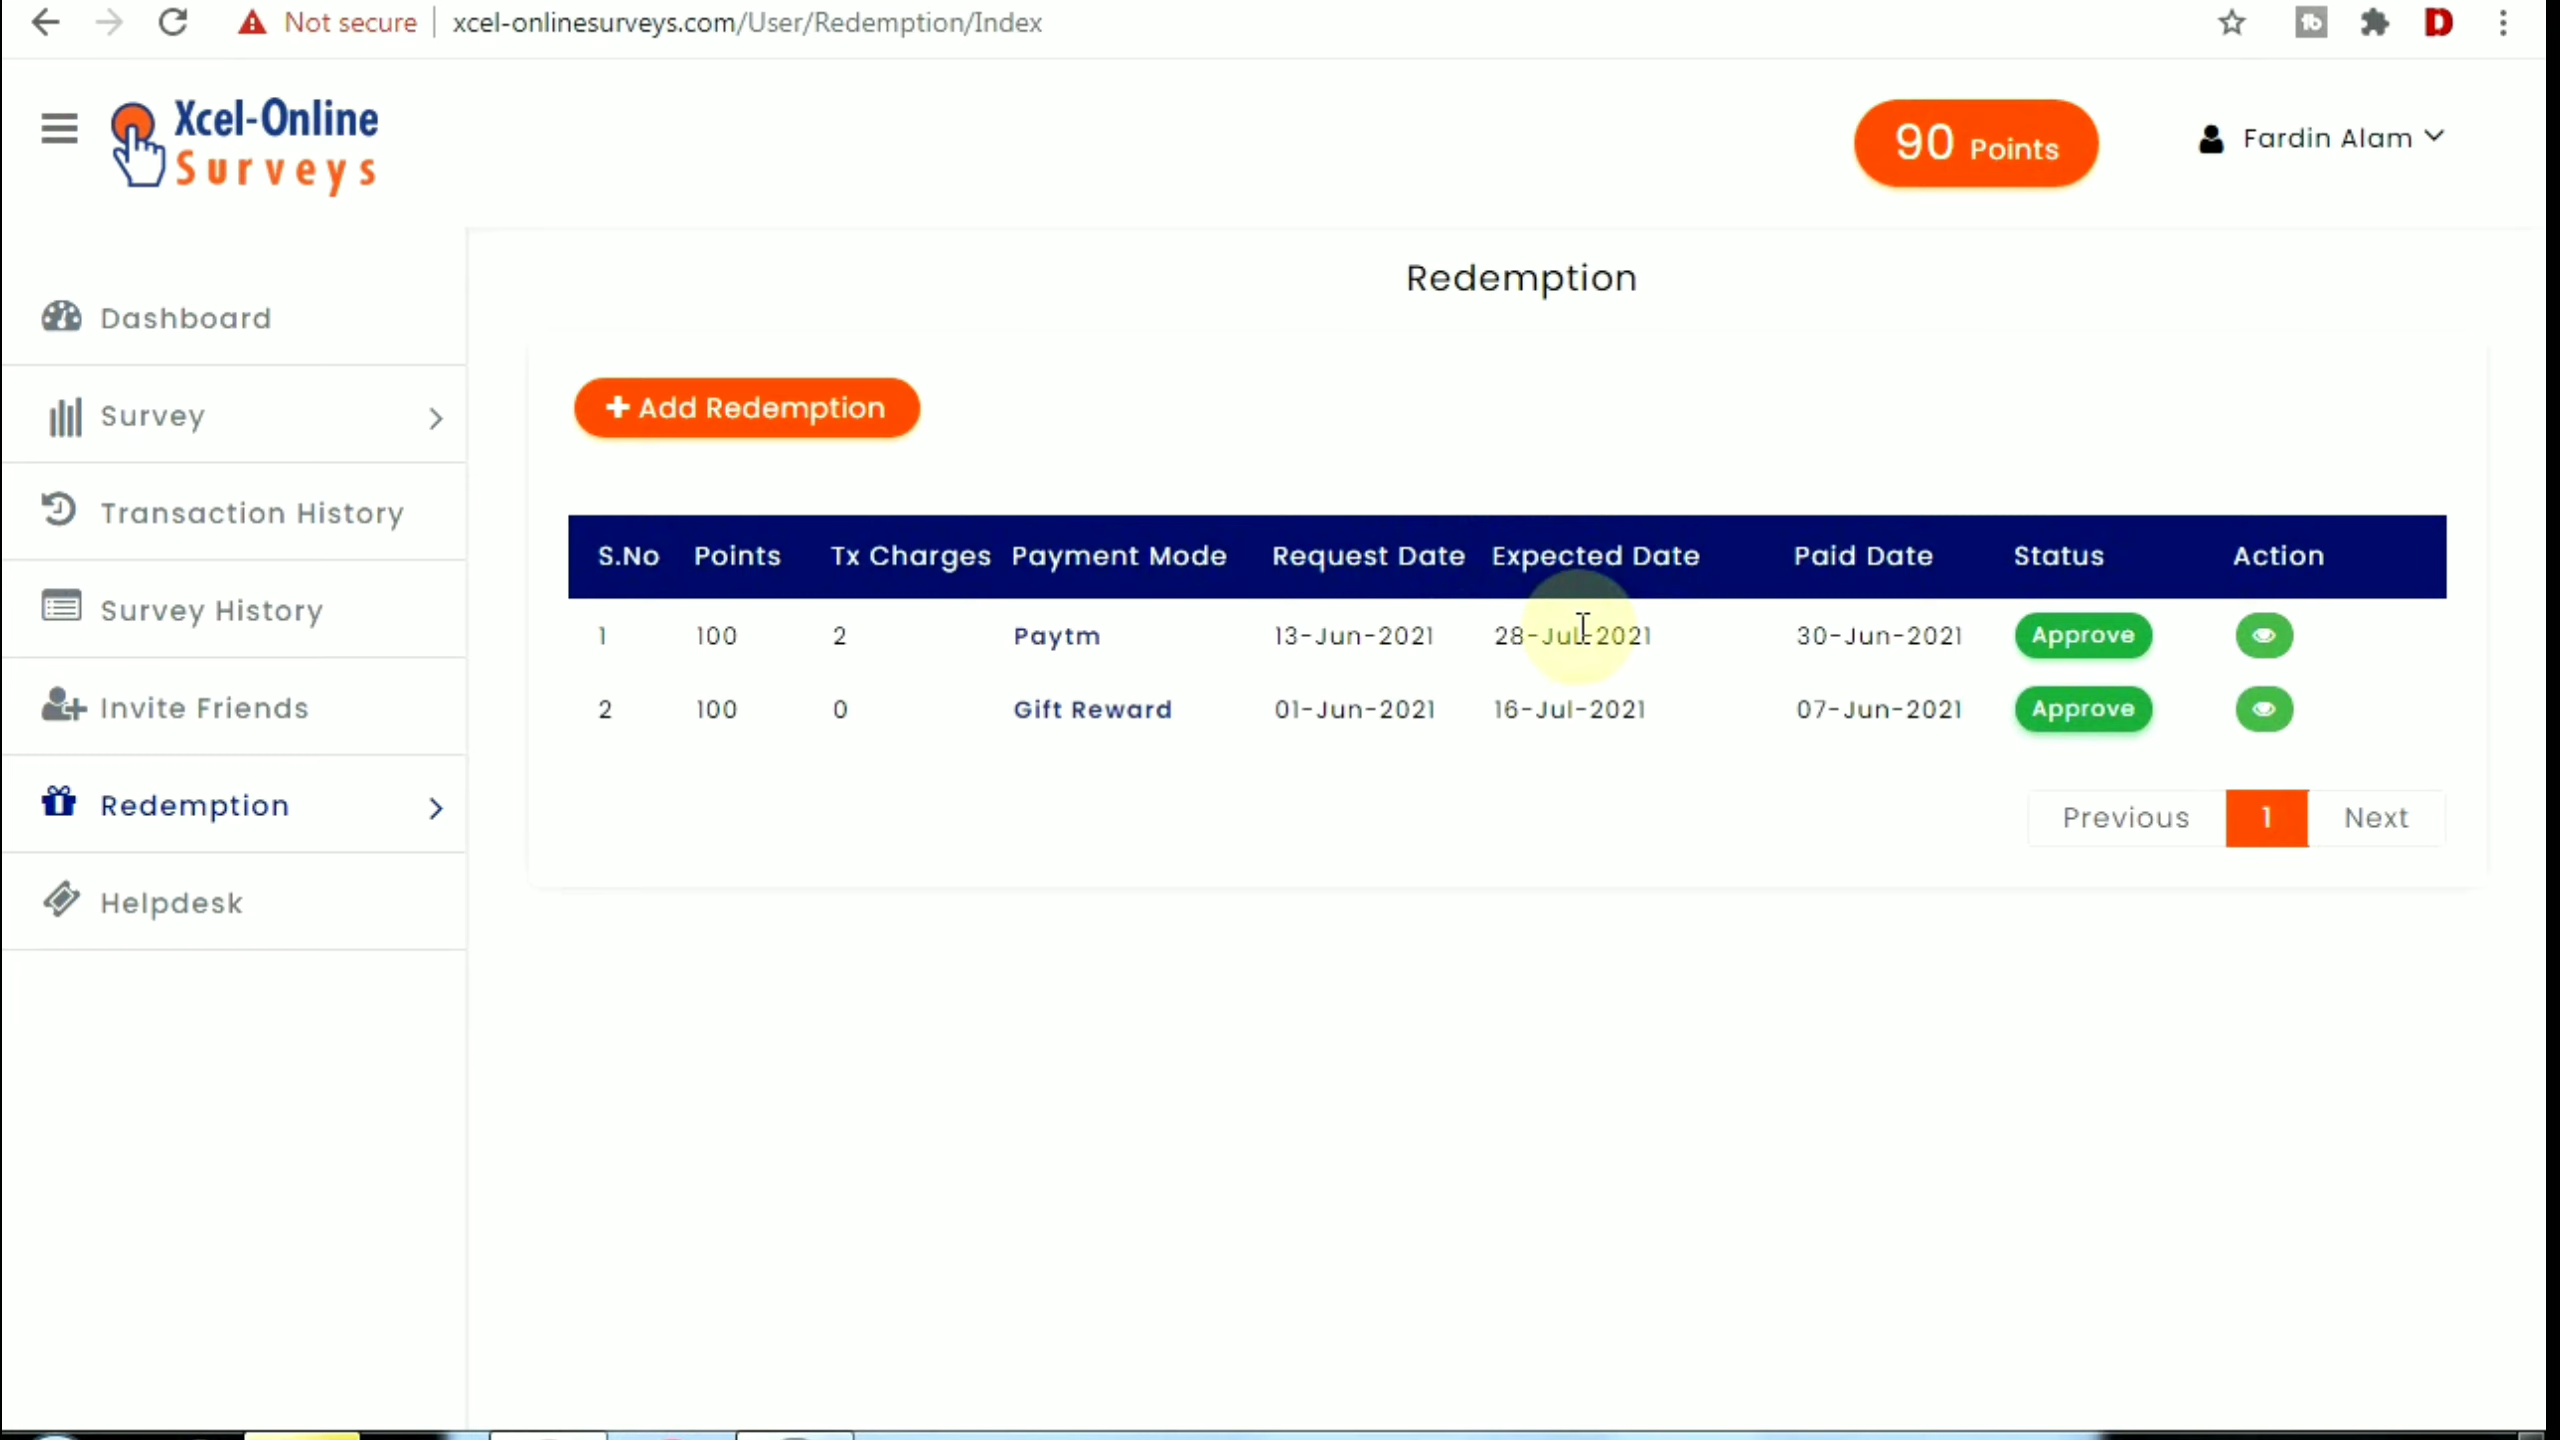 Not secure xcel-onlinesurveys.com/User/Redemption/Index
Xcel-Online
Surveys
90 Points
Fardin Alam
Redemption
Dashboard
Survey
Transaction History
Survey History
Invite Friends
Redemption
Helpdesk
Add Redemption
S.No Points Tx Charges Payment Mode Request Date Expected Date Paid Date Status Action
1 100 2 Paytm 13-Jun-2021 28-Jul-2021 30-Jun-2021 Approve
2 100 0 Gift Reward 01-Jun-2021 16-Jul-2021 07-Jun-2021 Approve
Previous 1 Next